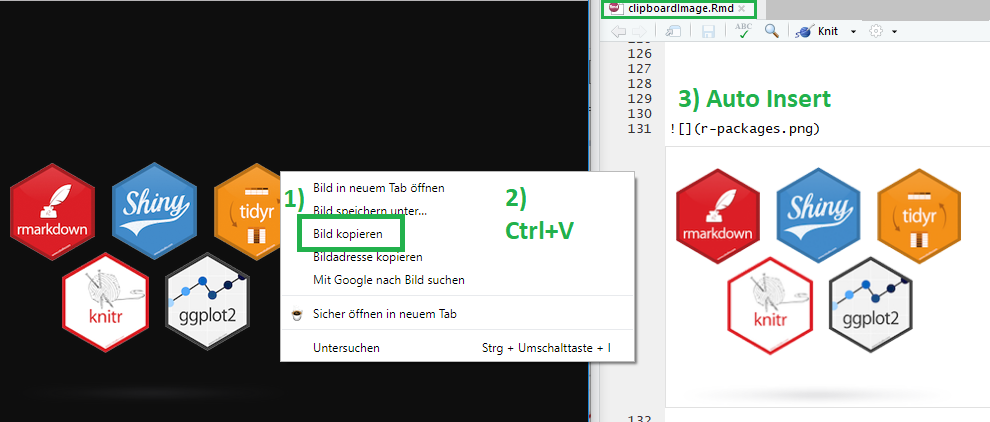 rmarkdown
Shiny
tidyr
knitr
ggplot2
1)
Bild in neuem Tab öffnen
Bild speichern unter...
Bild kopieren
Bildadresse kopieren
Mit Google nach Bild suchen
Sicher öffnen in neuem Tab
Untersuchen Strg + Umschalttaste + I
2)
Ctrl+V
clipboardImage.Rmd
ABC
Knit
126
127
128
129
130
3) Auto Insert
131 ![](r-packages.png)
rmarkdown
Shiny
tidyr
knitr
ggplot2
132